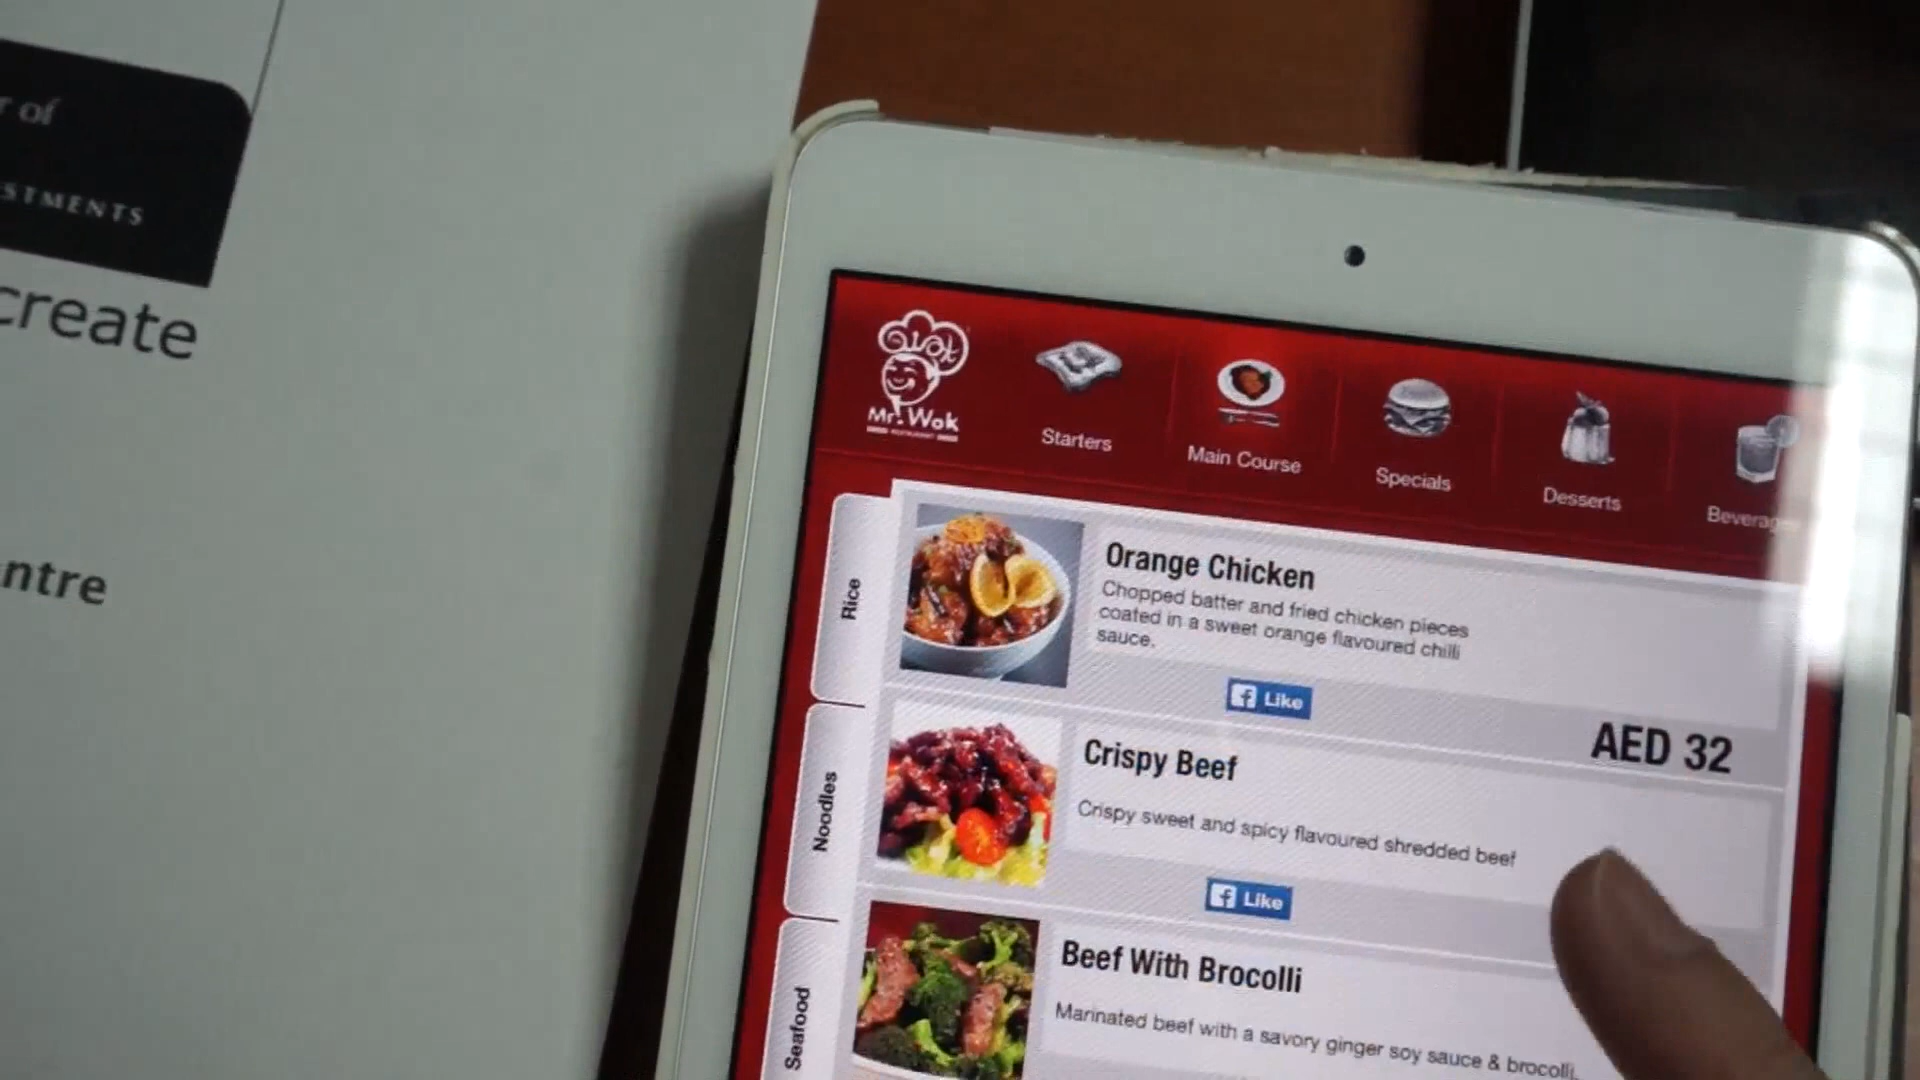 r of
STMENTS
create
ntre
Mr. Wok
RESTAURANT
Starters
Main Course
Specials
Desserts
Beverag
Rice
Noodles
Seafood
Orange Chicken
Chopped batter and fried chicken pieces
coated in a sweet orange flavoured chilli
sauce.
Like
AED 32
Crispy Beef
Crispy sweet and spicy flavoured shredded beef
Like
Beef With Brocolli
Marinated beef with a savory ginger soy sauce & brocolli.